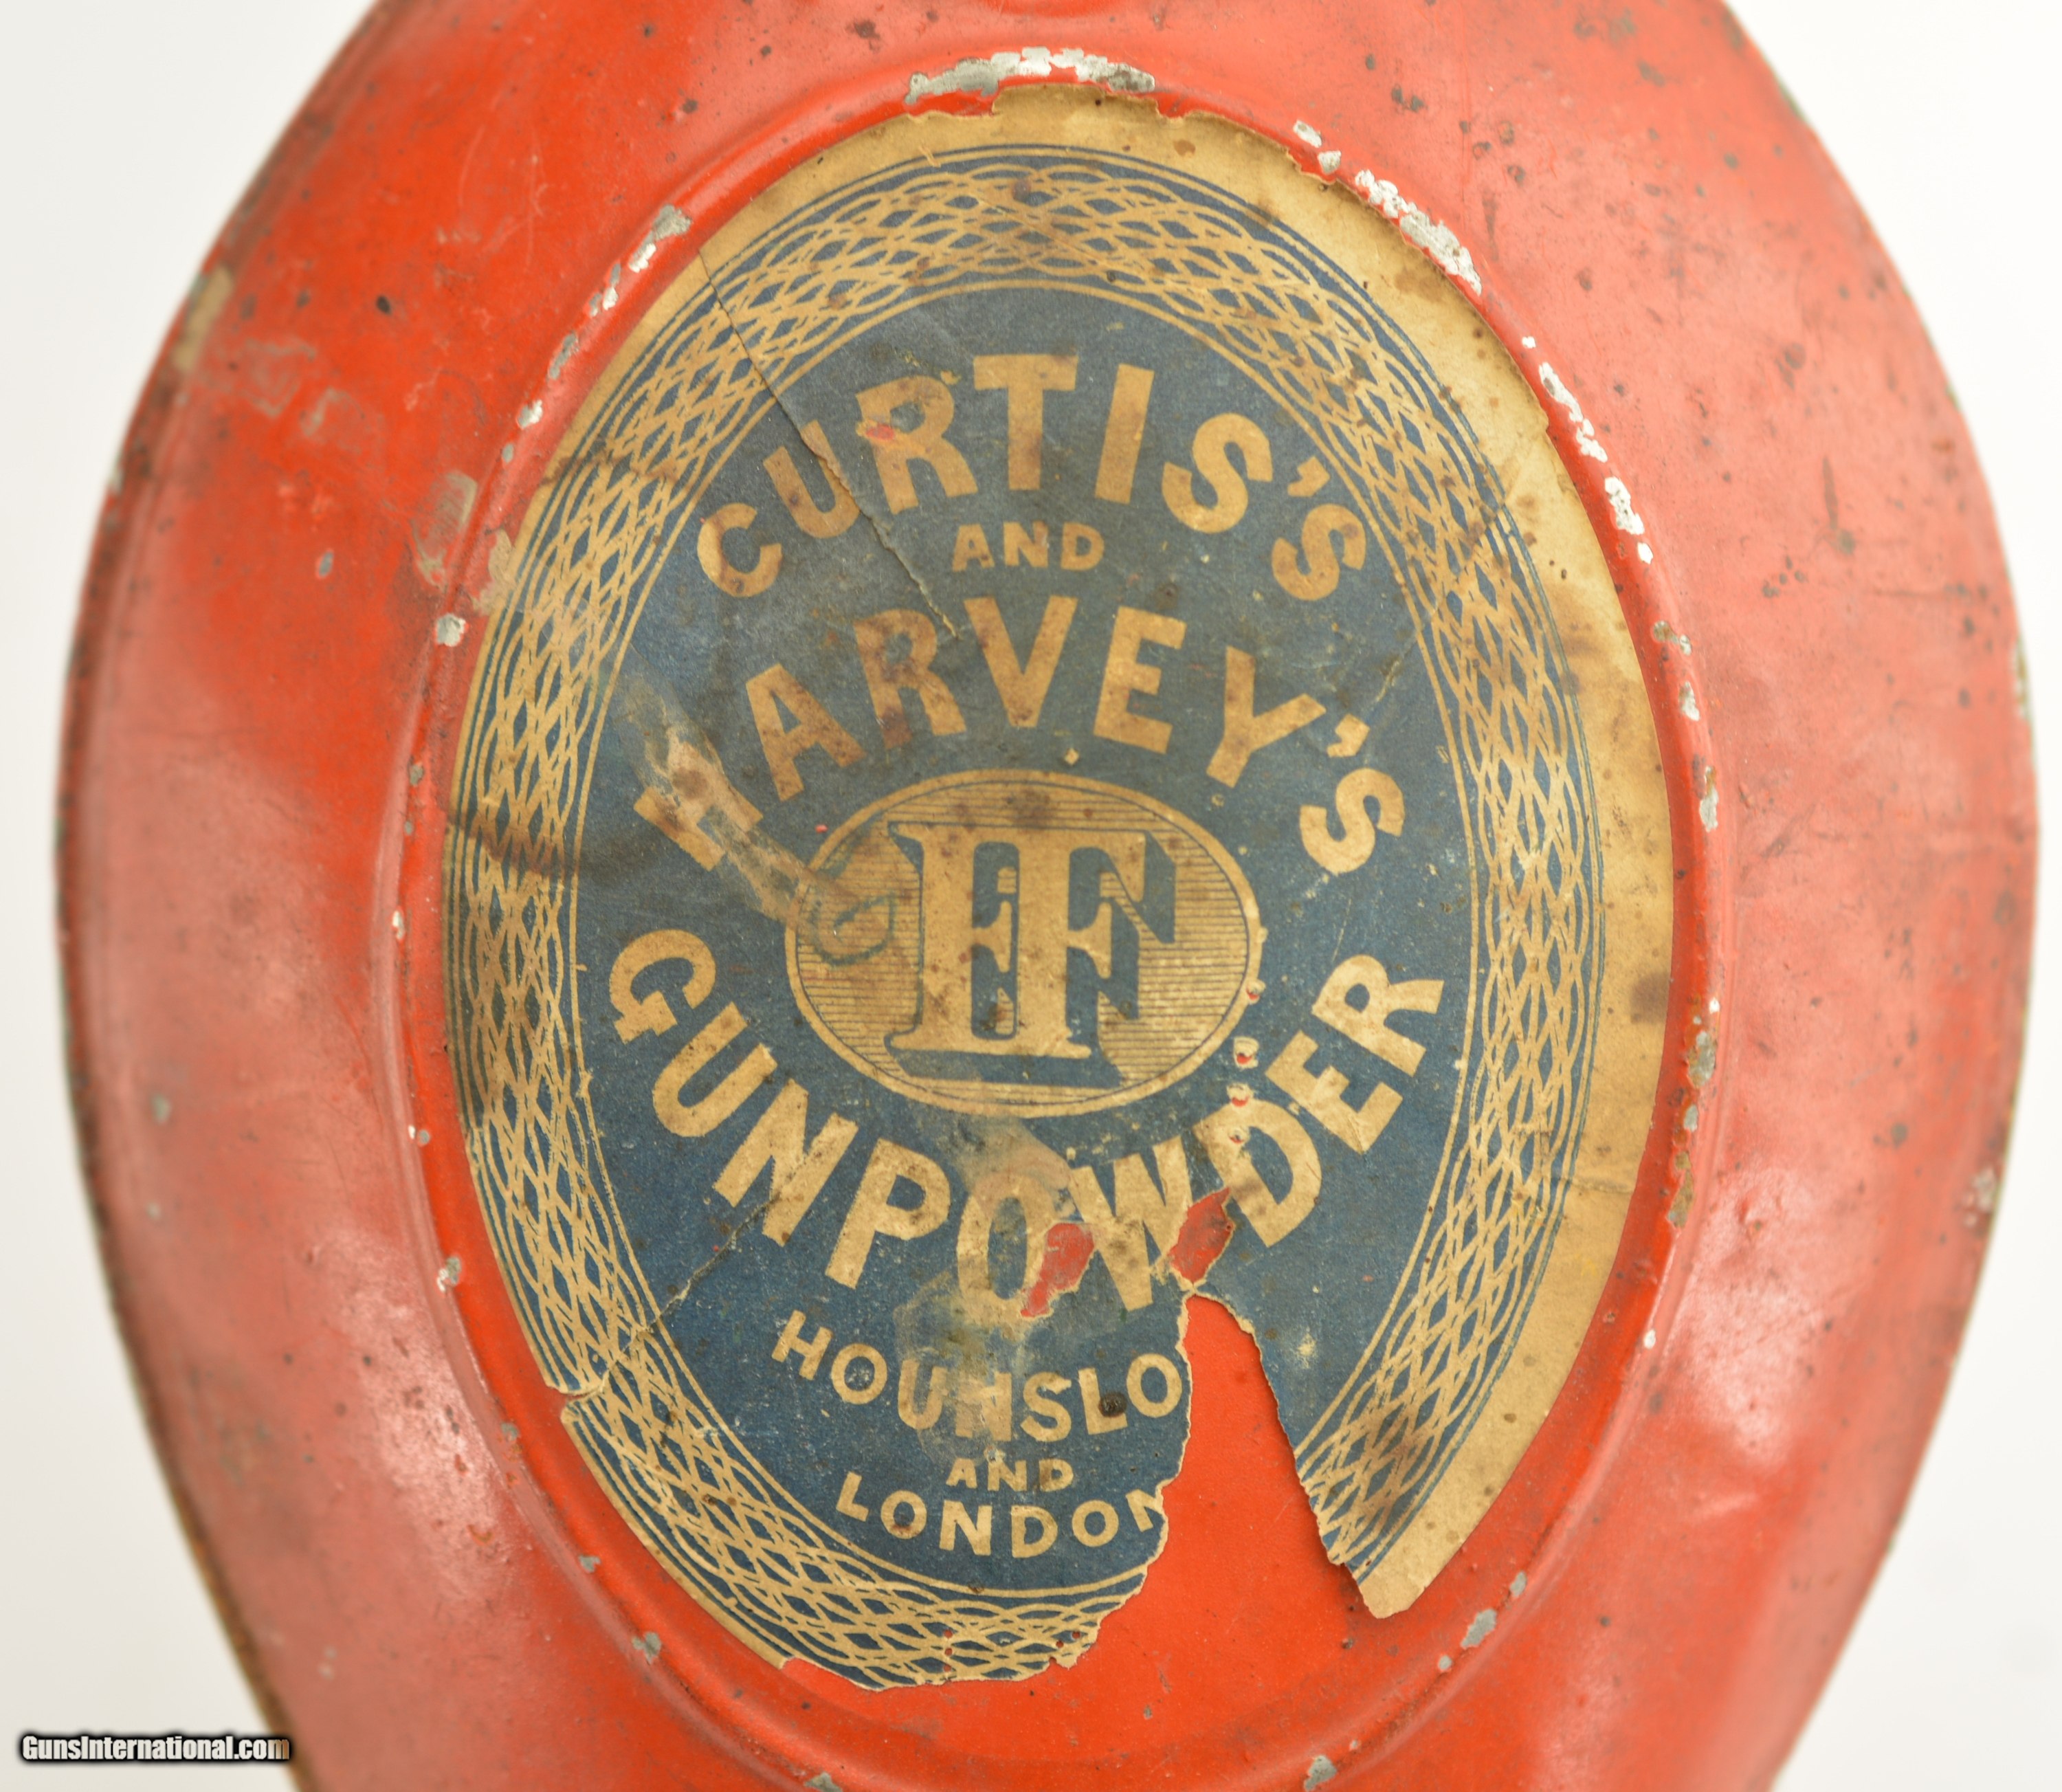 CURTIS'S
AND
HARVEY'S
FF
GUNPOWDER
HOUNSLO
AND
LONDON
GunsInternational.com